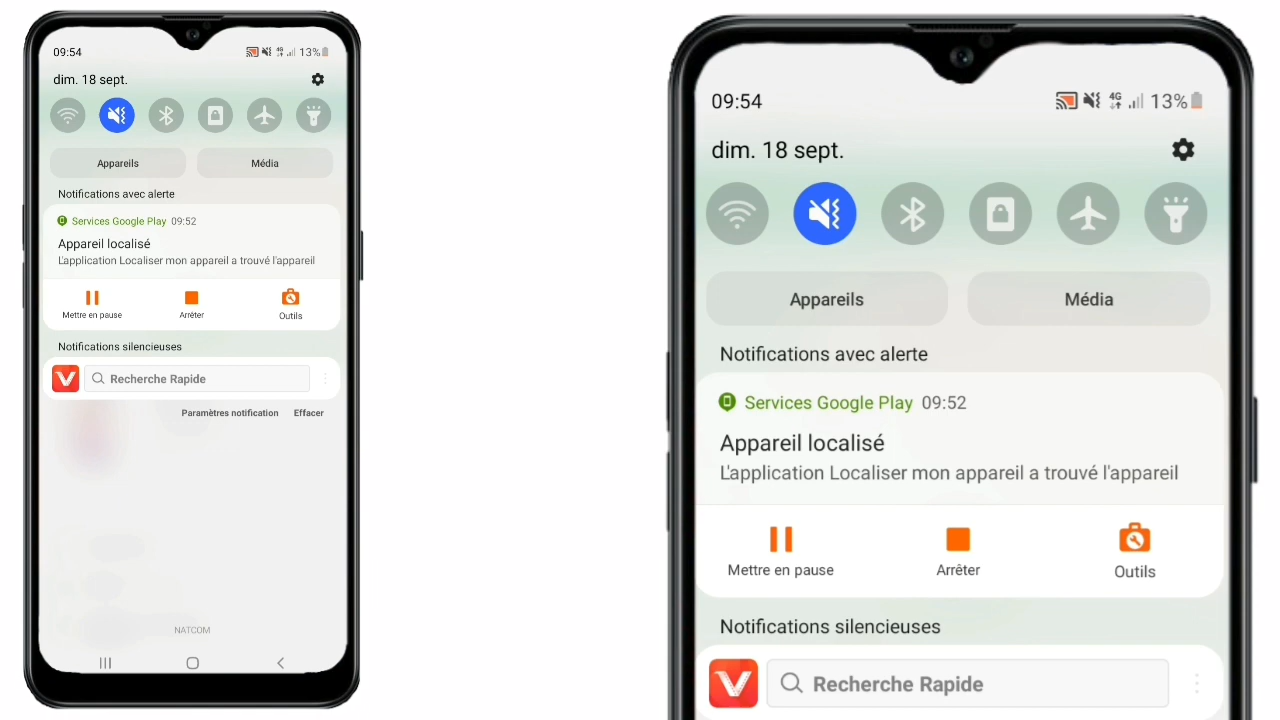 09:54
4G 13%
dim. 18 sept.
Appareils Média
Notifications avec alerte
Services Google Play 09:52
Appareil localisé
L'application Localiser mon appareil a trouvé l'appareil
Mettre en pause Arrêter Outils
Notifications silencieuses
Recherche Rapide
Paramètres notification Effacer
NATCOM
09:54
4G 13%
dim. 18 sept.
Appareils Média
Notifications avec alerte
Services Google Play 09:52
Appareil localisé
L'application Localiser mon appareil a trouvé l'appareil
Mettre en pause Arrêter Outils
Notifications silencieuses
Recherche Rapide